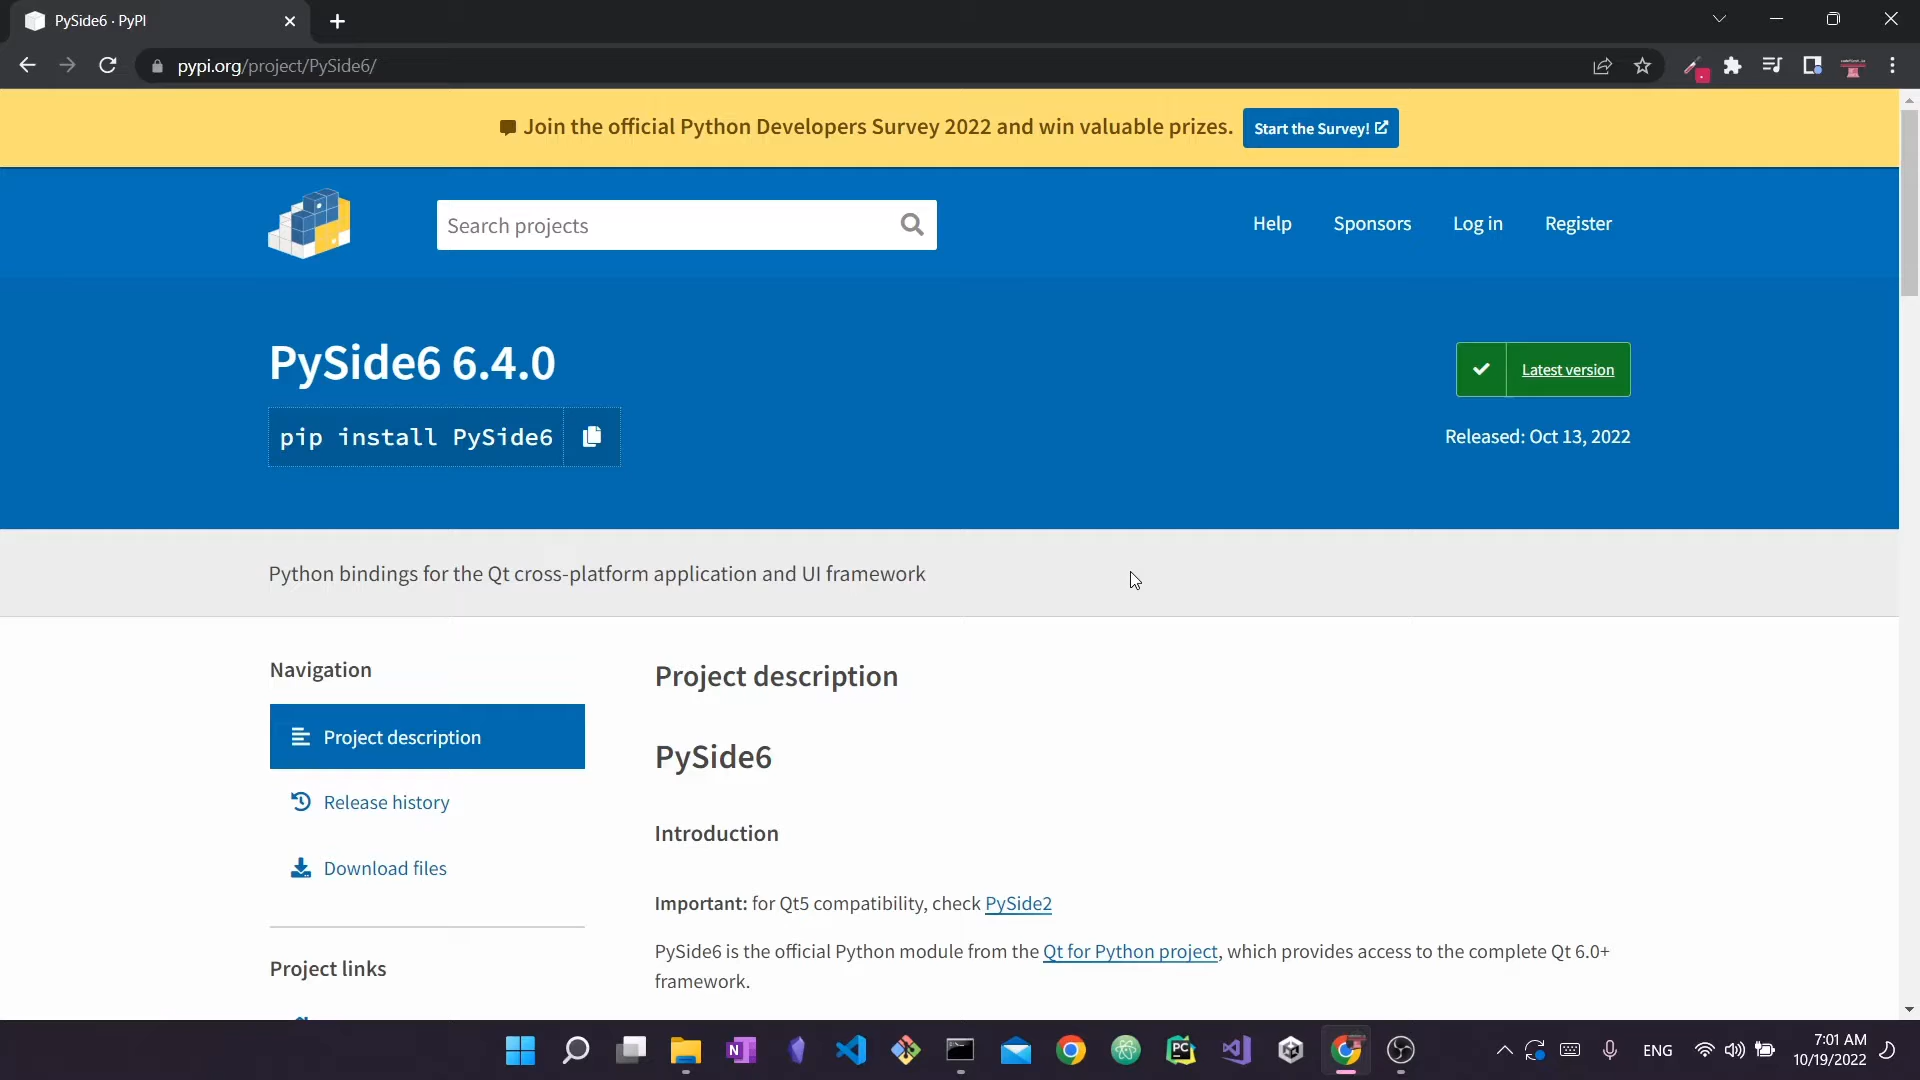 PySide6 · PyPI
pypi.org/project/PySide6/
Join the official Python Developers Survey 2022 and win valuable prizes.
Start the Survey!
Search projects
Help
Sponsors
Log in
Register
PySide6 6.4.0
Latest version
pip install PySide6
Released: Oct 13, 2022
Python bindings for the Qt cross-platform application and UI framework
Navigation
Project description
Release history
Download files
Project links
Project description
PySide6
Introduction
Important: for Qt5 compatibility, check PySide2
PySide6 is the official Python module from the Qt for Python project, which provides access to the complete Qt 6.0+
framework.
N
PC
ENG
7:01 AM
10/19/2022